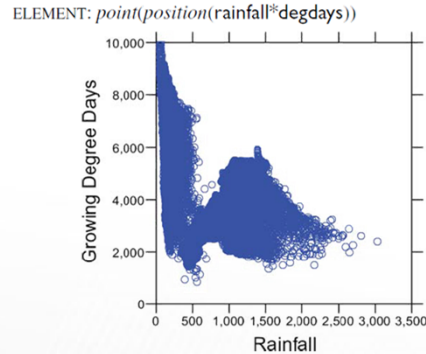 ELEMENT: point(position(rainfall*degdays))
10,000
8,000
6,000
4,000
2,000
0
Growing Degree Days
0 500 1,000 1,500 2,000 2,500 3,000 3,500
Rainfall